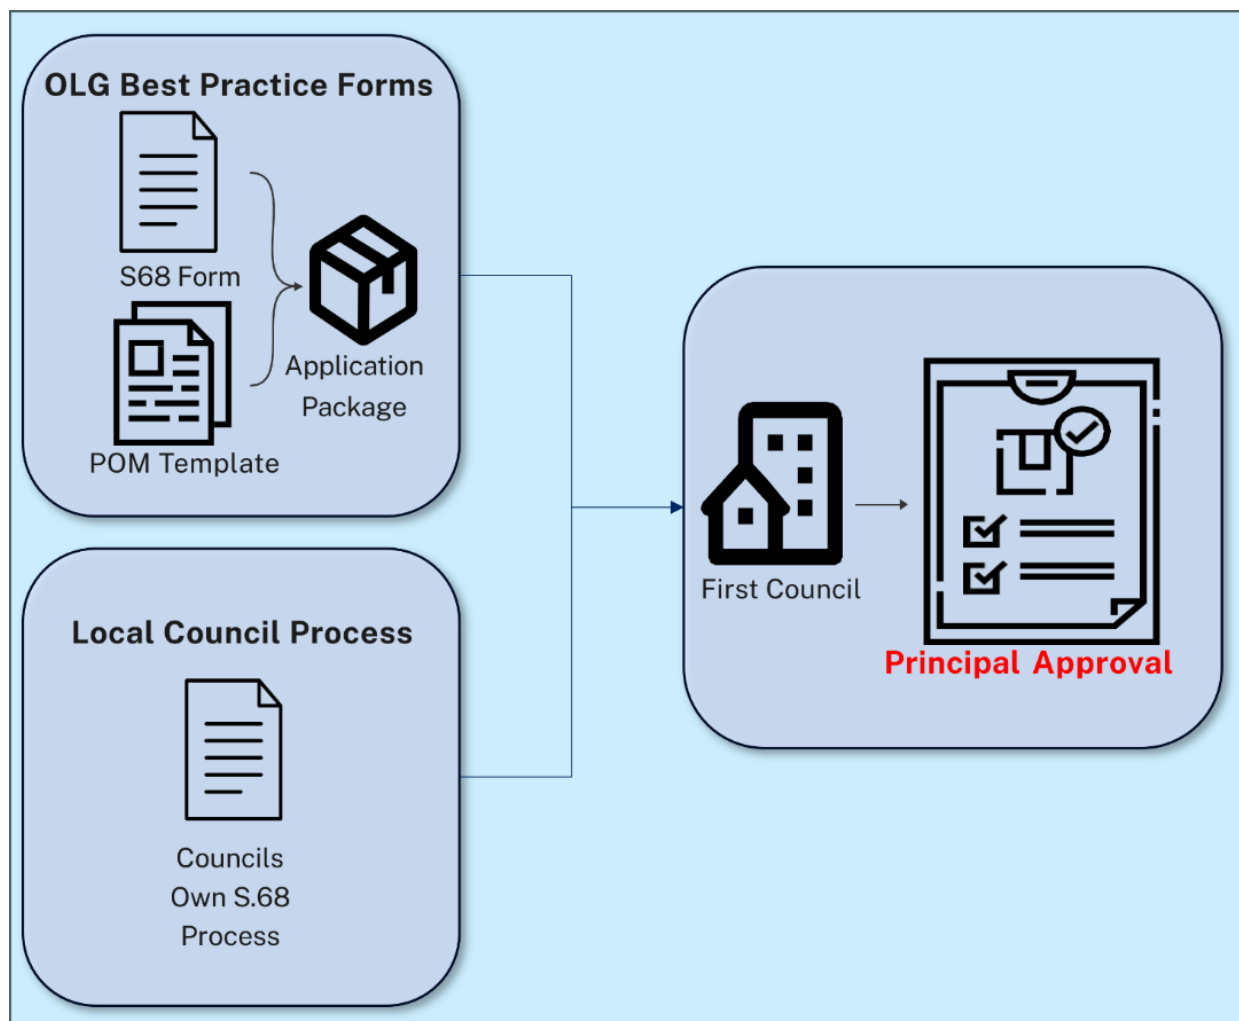 OLG Best Practice Forms
S68 Form
Application
Package
POM Template
Local Council Process
Councils
Own S.68
Process
First Council
Principal Approval